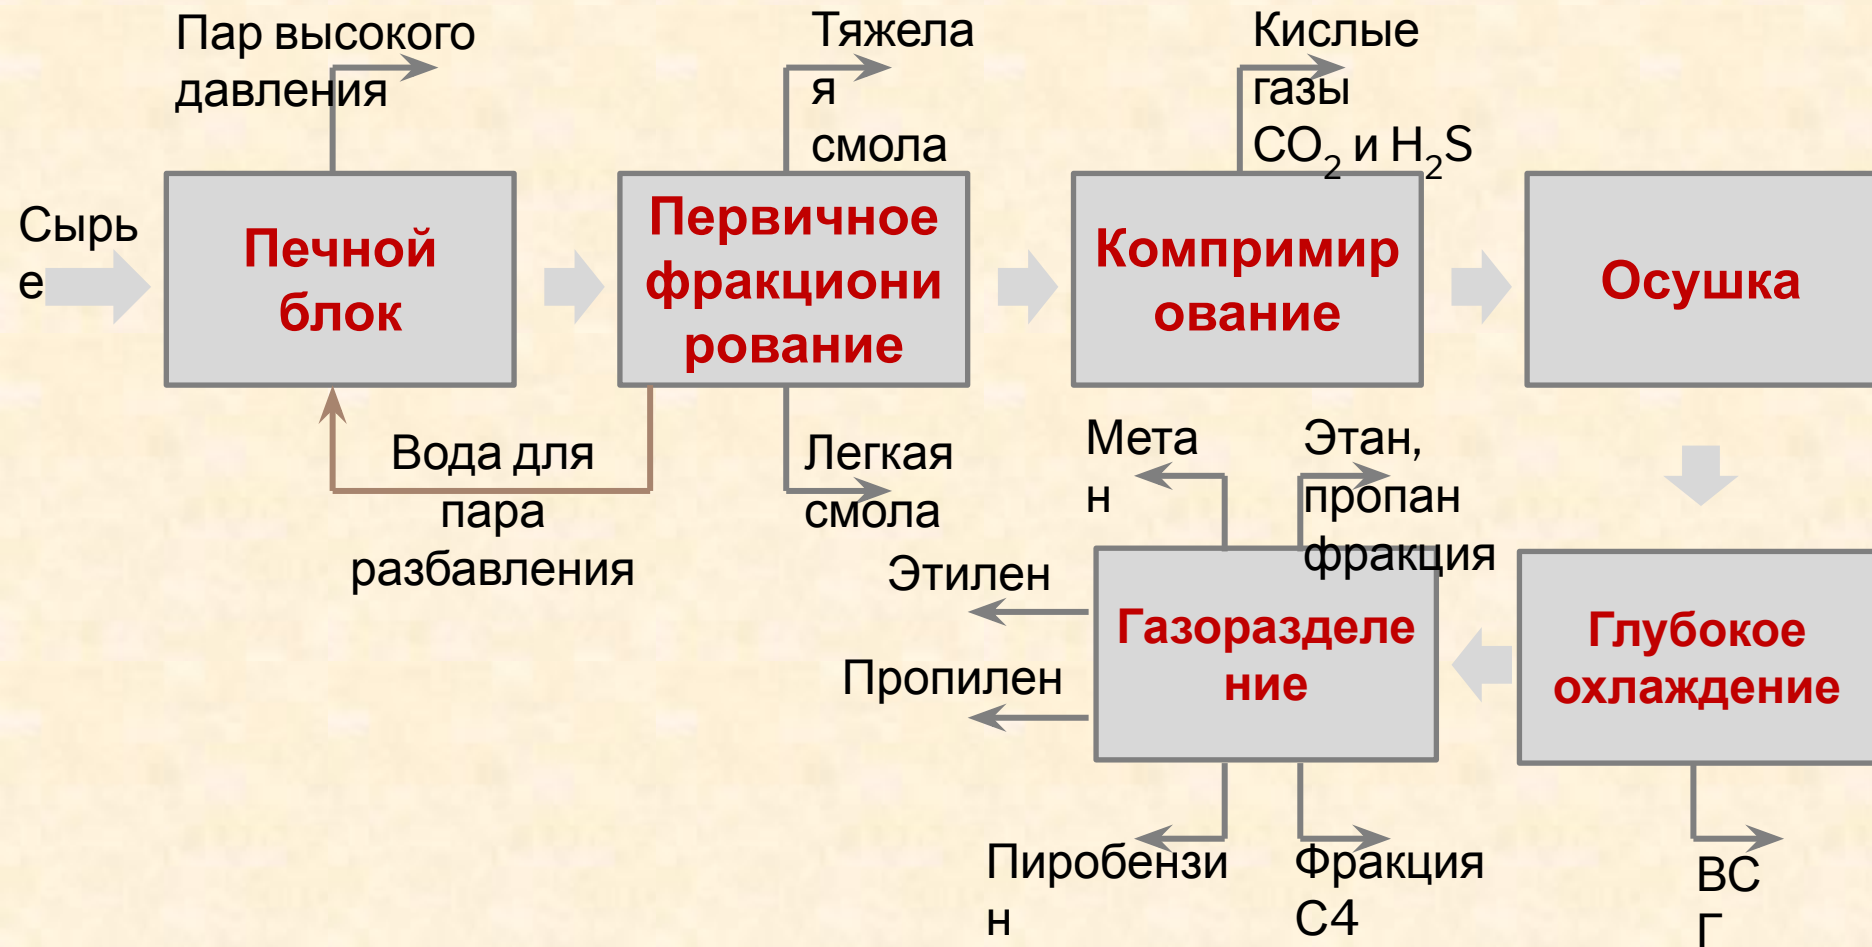 Пар высокого
давления
Тяжела
я
смола
Кислые
газы
CO₂ и H₂S
Сырь
е
Печной
блок
Первичное
фракциони
рование
Компримир
ование
Осушка
Вода для
пара
разбавления
Легкая
смола
Мета
н
Этан,
пропан
фракция
Этилен
Пропилен
Газоразделе
ние
Глубокое
охлаждение
Пиробензи
н
Фракция
С4
ВС
Г